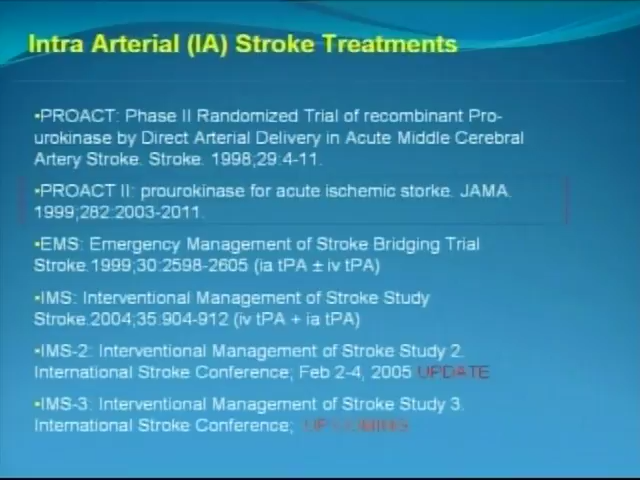 Intra Arterial (IA) Stroke Treatments
•PROACT: Phase II Randomized Trial of recombinant Pro-
urokinase by Direct Arterial Delivery in Acute Middle Cerebral
Artery Stroke. Stroke. 1998;29:4-11.
•PROACT II: prourokinase for acute ischemic storke. JAMA.
1999;282:2003-2011.
•EMS: Emergency Management of Stroke Bridging Trial
Stroke.1999;30:2598-2605 (ia tPA ± iv tPA)
•IMS: Interventional Management of Stroke Study
Stroke.2004;35:904-912 (iv tPA + ia tPA)
•IMS-2: Interventional Management of Stroke Study 2.
International Stroke Conference; Feb 2-4, 2005 UPDATE
•IMS-3: Interventional Management of Stroke Study 3.
International Stroke Conference; UPCOMING